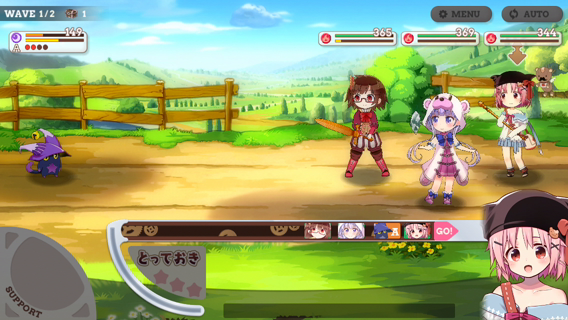 WAVE 1/2 1
MENU
AUTO
149
A
365
369
344
A
GO!
とっておき
SUPPORT